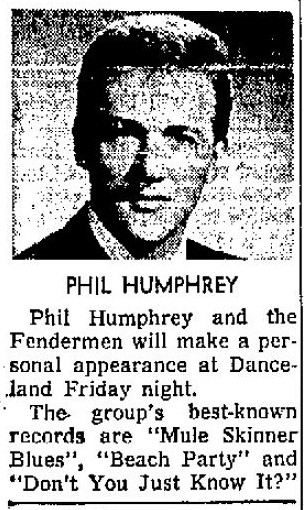 PHIL HUMPHREY
Phil Humphrey and the
Fendermen will make a per-
sonal appearance at Dance-
land Friday night.
The group's best-known
records are "Mule Skinner
Blues", "Beach Party" and
"Don't You Just Know It?"